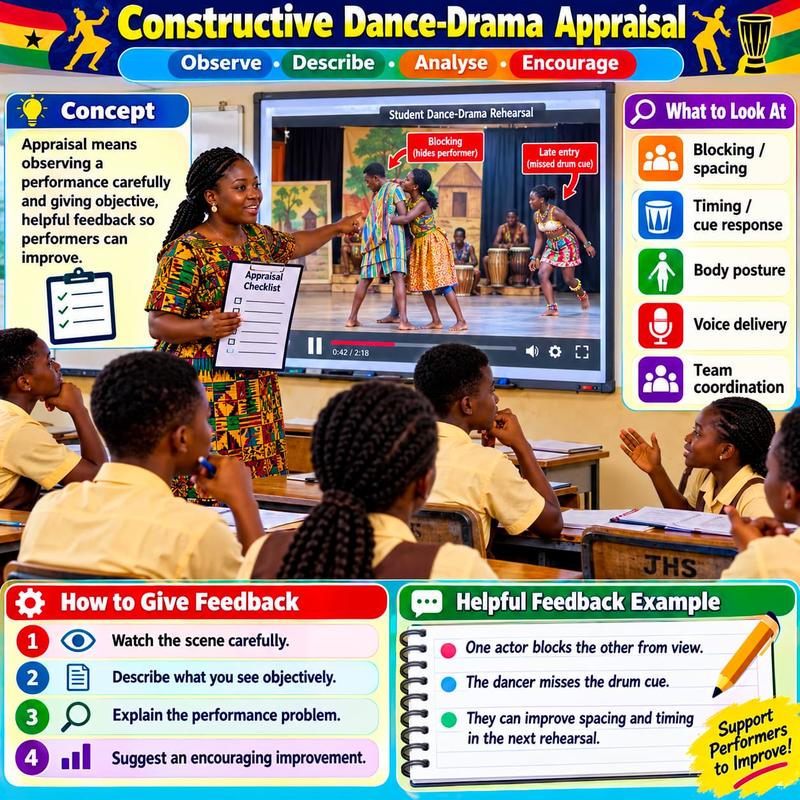 Constructive Dance-Drama Appraisal
Observe • Describe • Analyse • Encourage
Concept
Appraisal means
observing a
performance carefully
and giving objective,
helpful feedback so
performers can
improve.
Appraisal
Checklist
Student Dance-Drama Rehearsal
Blocking
(hides performer)
Late entry
(missed drum cue)
0:42 / 2:18
What to Look At
Blocking /
spacing
Timing /
cue response
Body posture
Voice delivery
Team
coordination
JHS
How to Give Feedback
1 Watch the scene carefully.
2 Describe what you see objectively.
3 Explain the performance problem.
4 Suggest an encouraging improvement.
Helpful Feedback Example
One actor blocks the other from view.
The dancer misses the drum cue.
They can improve spacing and timing
in the next rehearsal.
Support
Performers
to Improve!